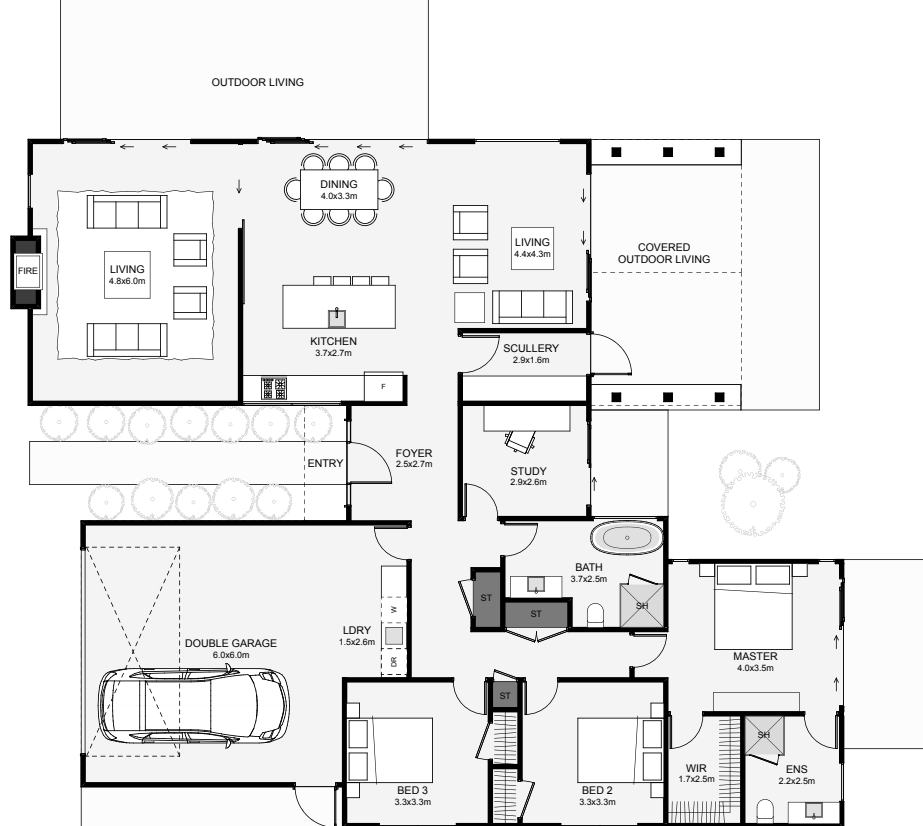 OUTDOOR LIVING
DINING
4.0x3.3m
LIVING
4.4x4.3m
COVERED
OUTDOOR LIVING
FIRE
LIVING
4.8x6.0m
KITCHEN
3.7x2.7m
SCULLERY
2.9x1.6m
F
ENTRY
FOYER
2.5x2.7m
STUDY
2.9x2.6m
BATH
3.7x2.5m
ST
ST
SH
W
LDRY
1.5x2.6m
DR
DOUBLE GARAGE
6.0x6.0m
MASTER
4.0x3.5m
ST
SH
WIR
1.7x2.5m
ENS
2.2x2.5m
BED 3
3.3x3.3m
BED 2
3.3x3.3m